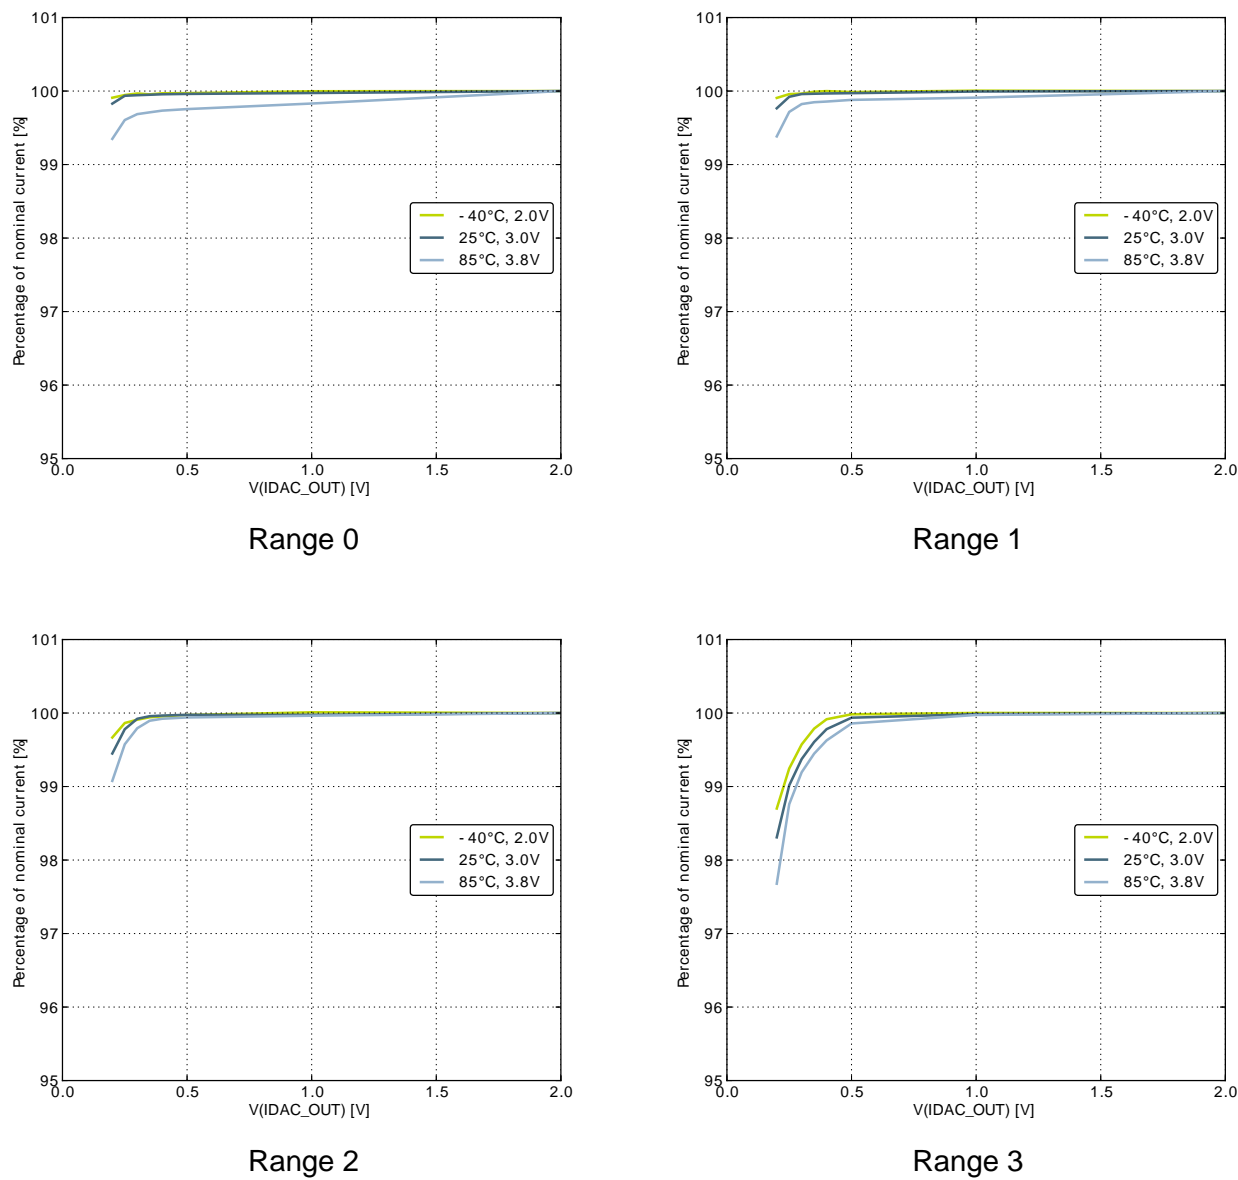 101
100
99
98
97
96
95
Percentage of nominal current [%]
- 40°C, 2.0V
25°C, 3.0V
85°C, 3.8V
0.0 0.5 1.0 1.5 2.0
V(IDAC_OUT) [V]
Range 0
101
100
99
98
97
96
95
Percentage of nominal current [%]
- 40°C, 2.0V
25°C, 3.0V
85°C, 3.8V
0.0 0.5 1.0 1.5 2.0
V(IDAC_OUT) [V]
Range 1
101
100
99
98
97
96
95
Percentage of nominal current [%]
- 40°C, 2.0V
25°C, 3.0V
85°C, 3.8V
0.0 0.5 1.0 1.5 2.0
V(IDAC_OUT) [V]
Range 2
101
100
99
98
97
96
95
Percentage of nominal current [%]
- 40°C, 2.0V
25°C, 3.0V
85°C, 3.8V
0.0 0.5 1.0 1.5 2.0
V(IDAC_OUT) [V]
Range 3